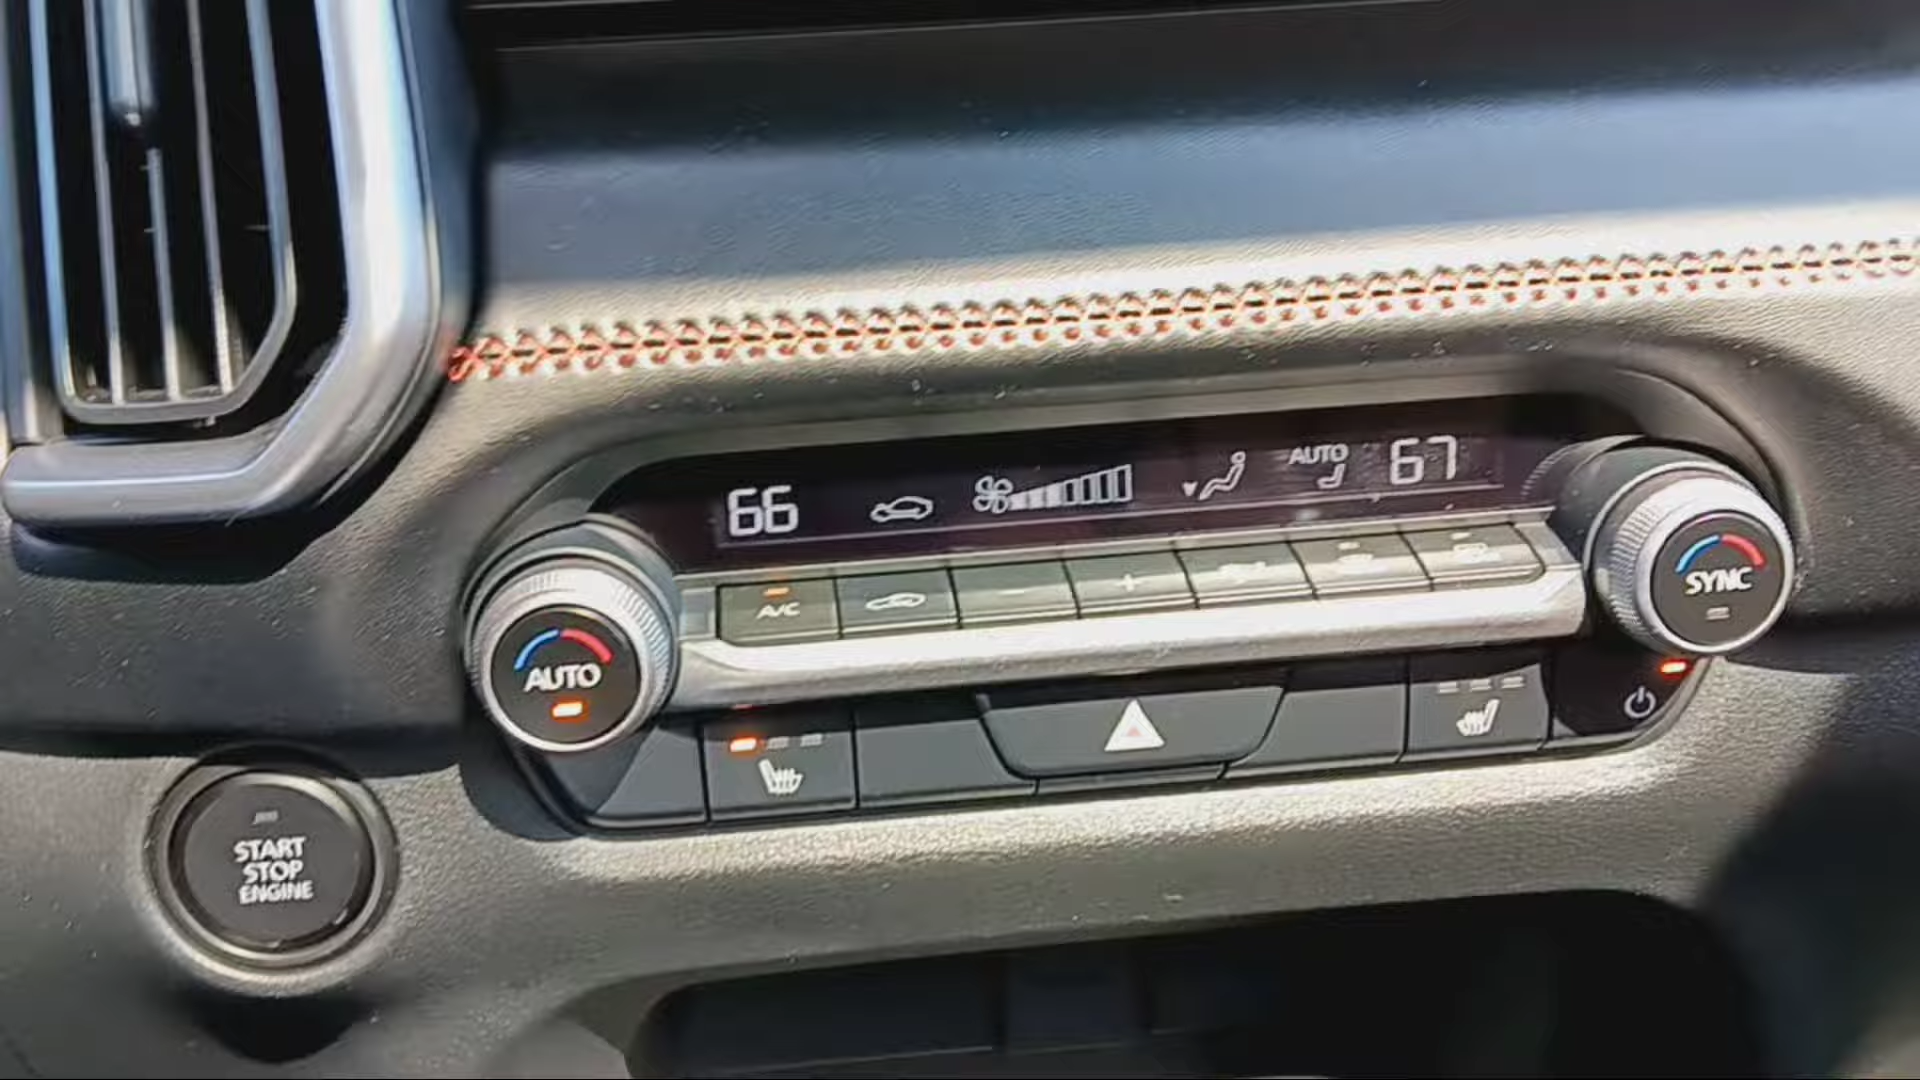 66
AUTO
67
A/C
−
+
SYNC
AUTO
START
STOP
ENGINE